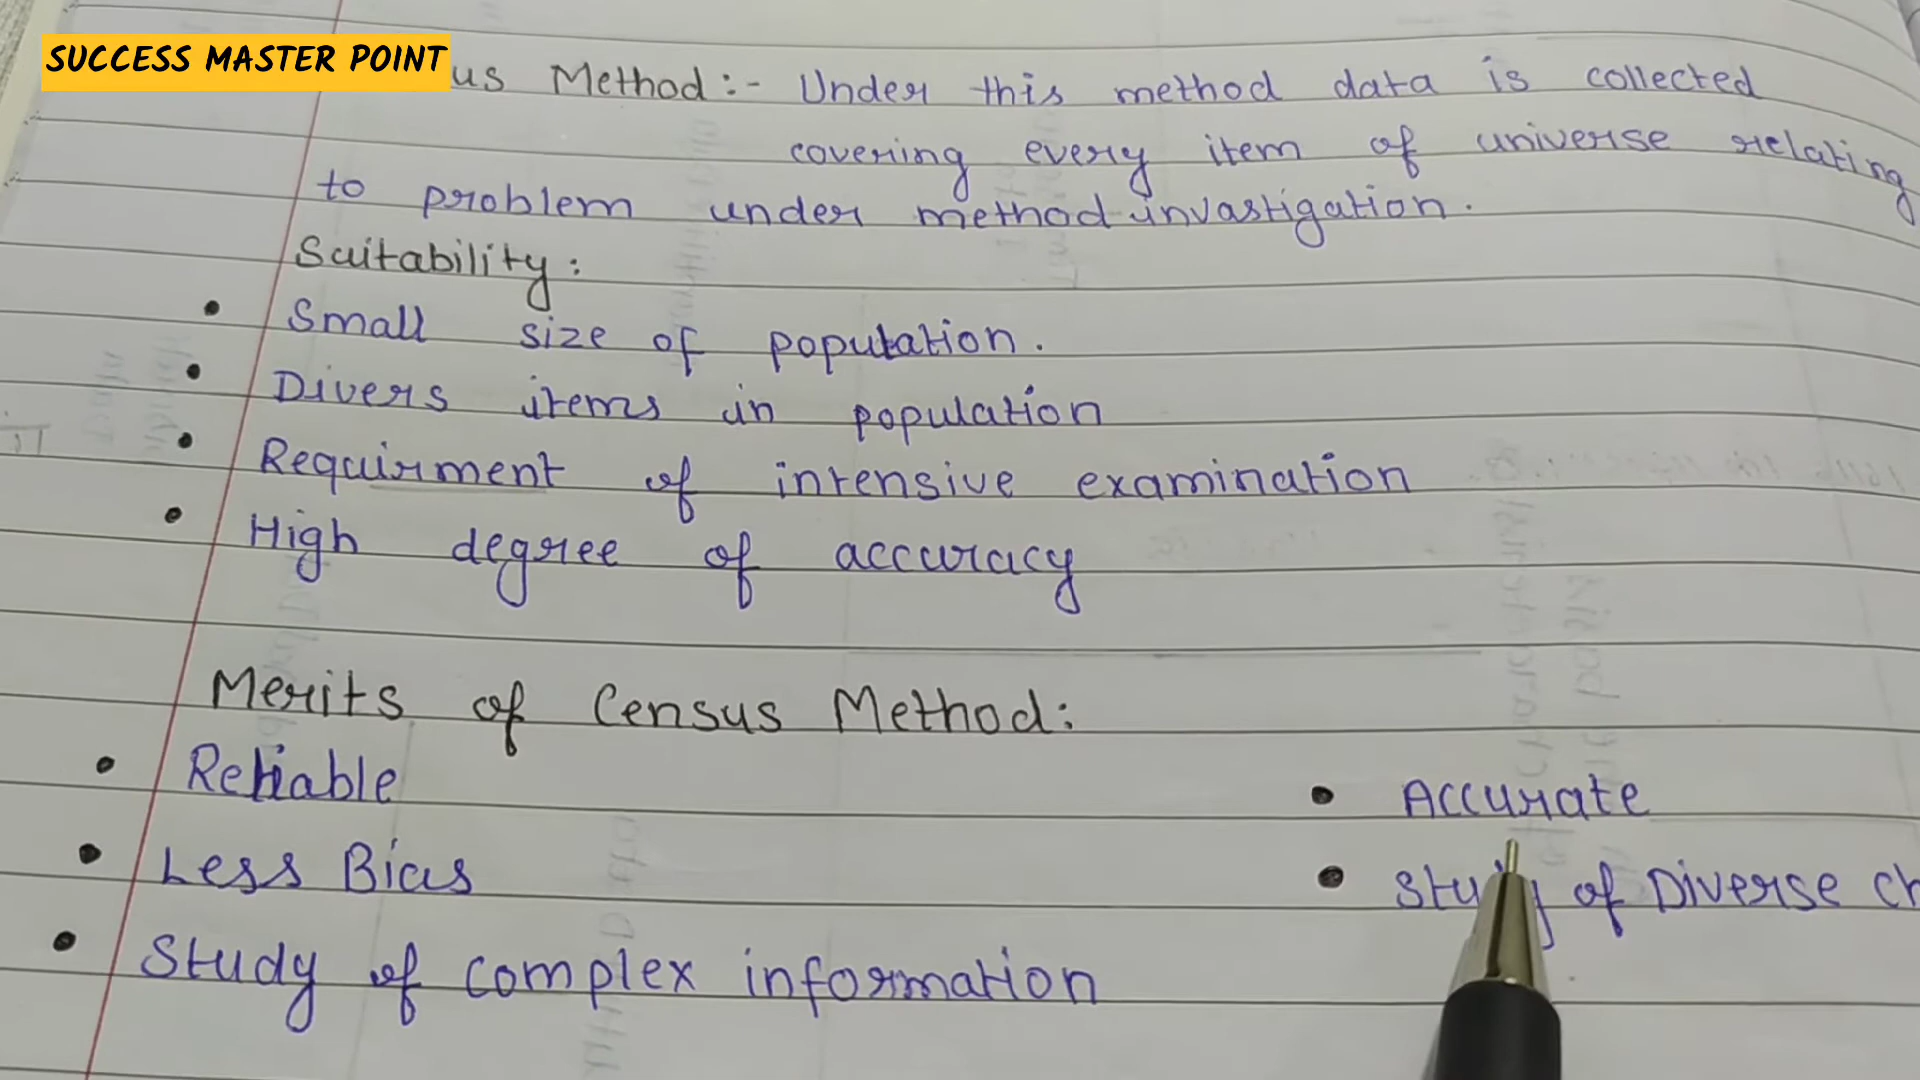 SUCCESS MASTER POINT
us Method:- Under this method data is collected
covering every item of universe relating
to problem under method invastigation.
Suitability:
• Small size of population.
• Divers items in population
• Requirment of intensive examination
• High degree of accuracy
Merits of Census Method:
• Reliable
• Accurate
• Less Bias
• Study of Diverse Ch
• Study of complex information